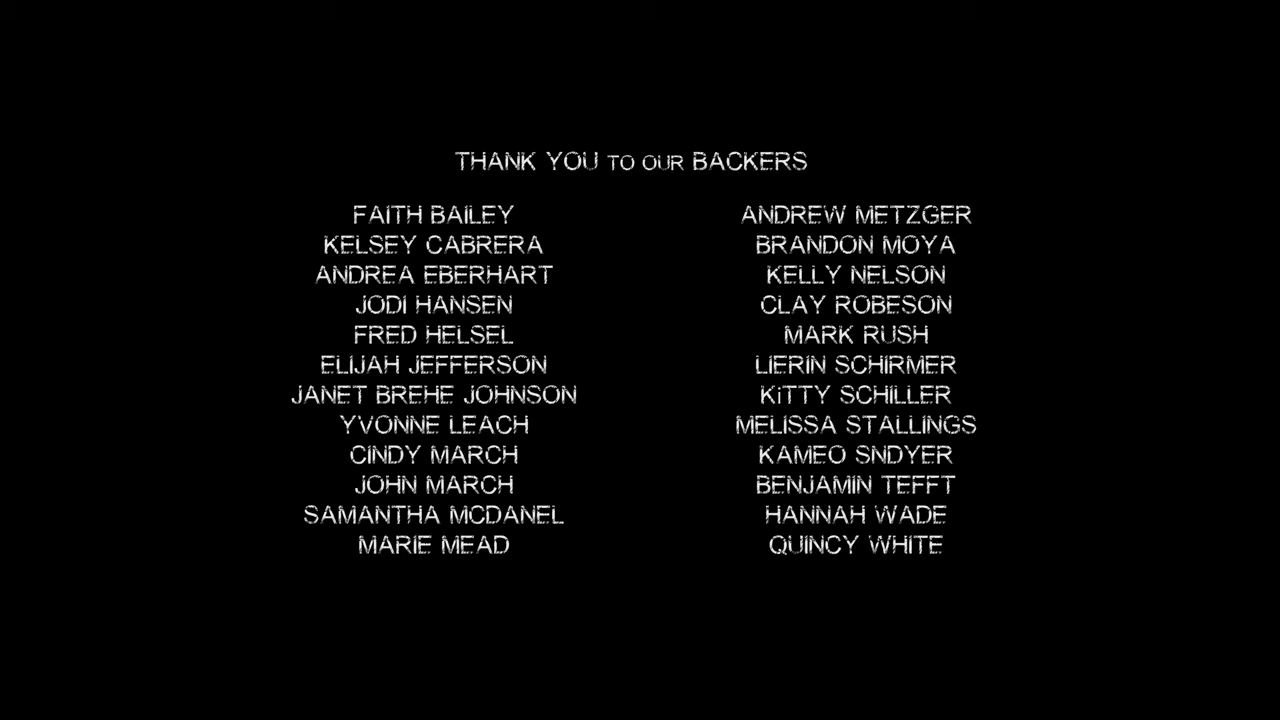 THANK YOU TO OUR BACKERS
FAITH BAILEY
KELSEY CABRERA
ANDREA EBERHART
JODI HANSEN
FRED HELSEL
ELIJAH JEFFERSON
JANET BREHE JOHNSON
YVONNE LEACH
CINDY MARCH
JOHN MARCH
SAMANTHA MCDANEL
MARIE MEAD
ANDREW METZGER
BRANDON MOYA
KELLY NELSON
CLAY ROBESON
MARK RUSH
LIERIN SCHIRMER
KiTTY SCHILLER
MELISSA STALLINGS
KAMEO SNDYER
BENJAMIN TEFFT
HANNAH WADE
QUINCY WHITE